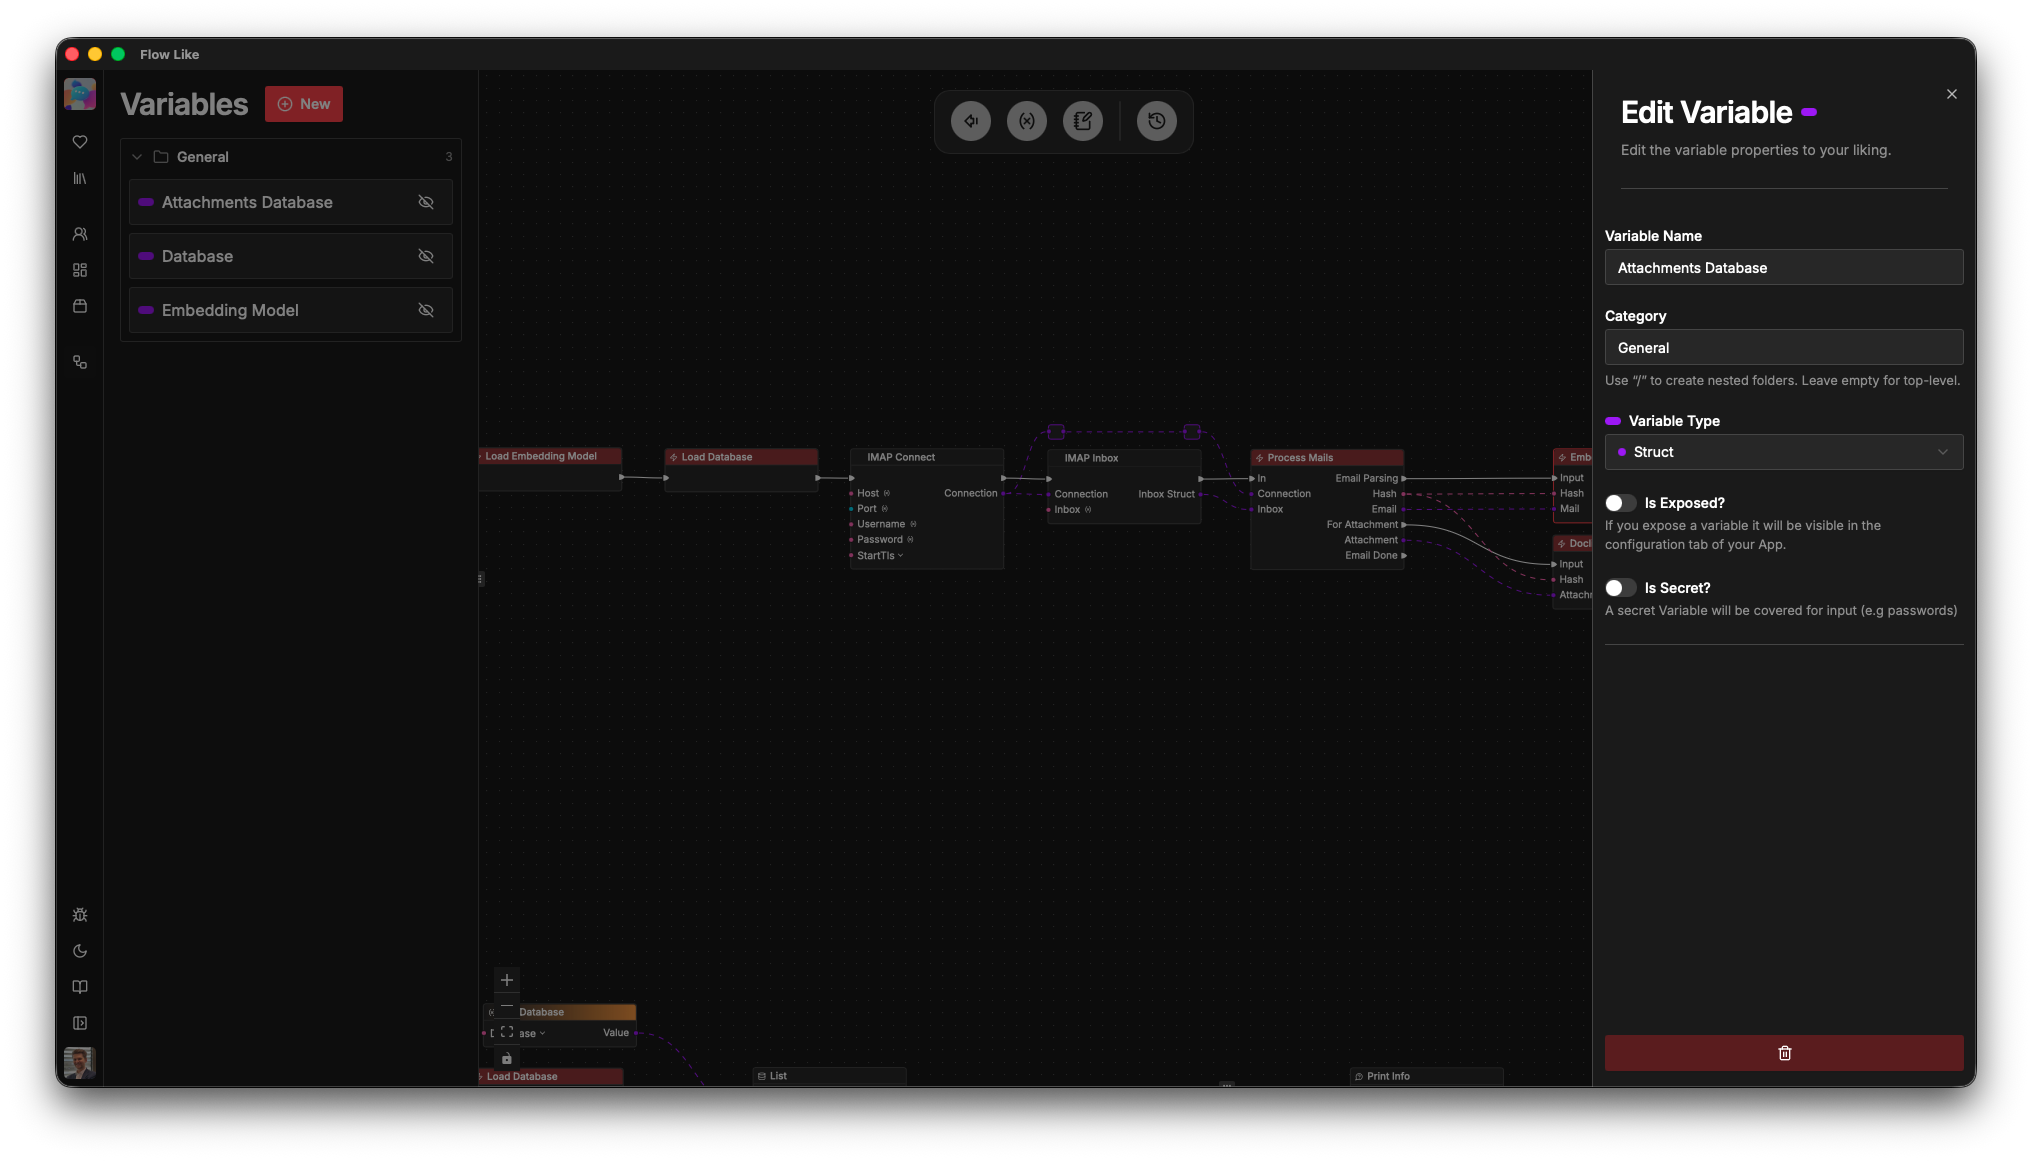 Flow Like
Variables
New
General
3
Attachments Database
Database
Embedding Model
Load Embedding Model
Load Database
IMAP Connect
Host
Connection
Port
Username
Password
StartTls
IMAP Inbox
Connection
Inbox Struct
Inbox
Process Mails
In
Email Parsing
Connection
Hash
Inbox
Email
For Attachment
Attachment
Email Done
Input
Hash
Mail
Input
Hash
Database
Value
Load Database
List
Print Info
Edit Variable
Edit the variable properties to your liking.
Variable Name
Attachments Database
Category
General
Use “/” to create nested folders. Leave empty for top-level.
Variable Type
Struct
Is Exposed?
If you expose a variable it will be visible in the
configuration tab of your App.
Is Secret?
A secret Variable will be covered for input (e.g passwords)